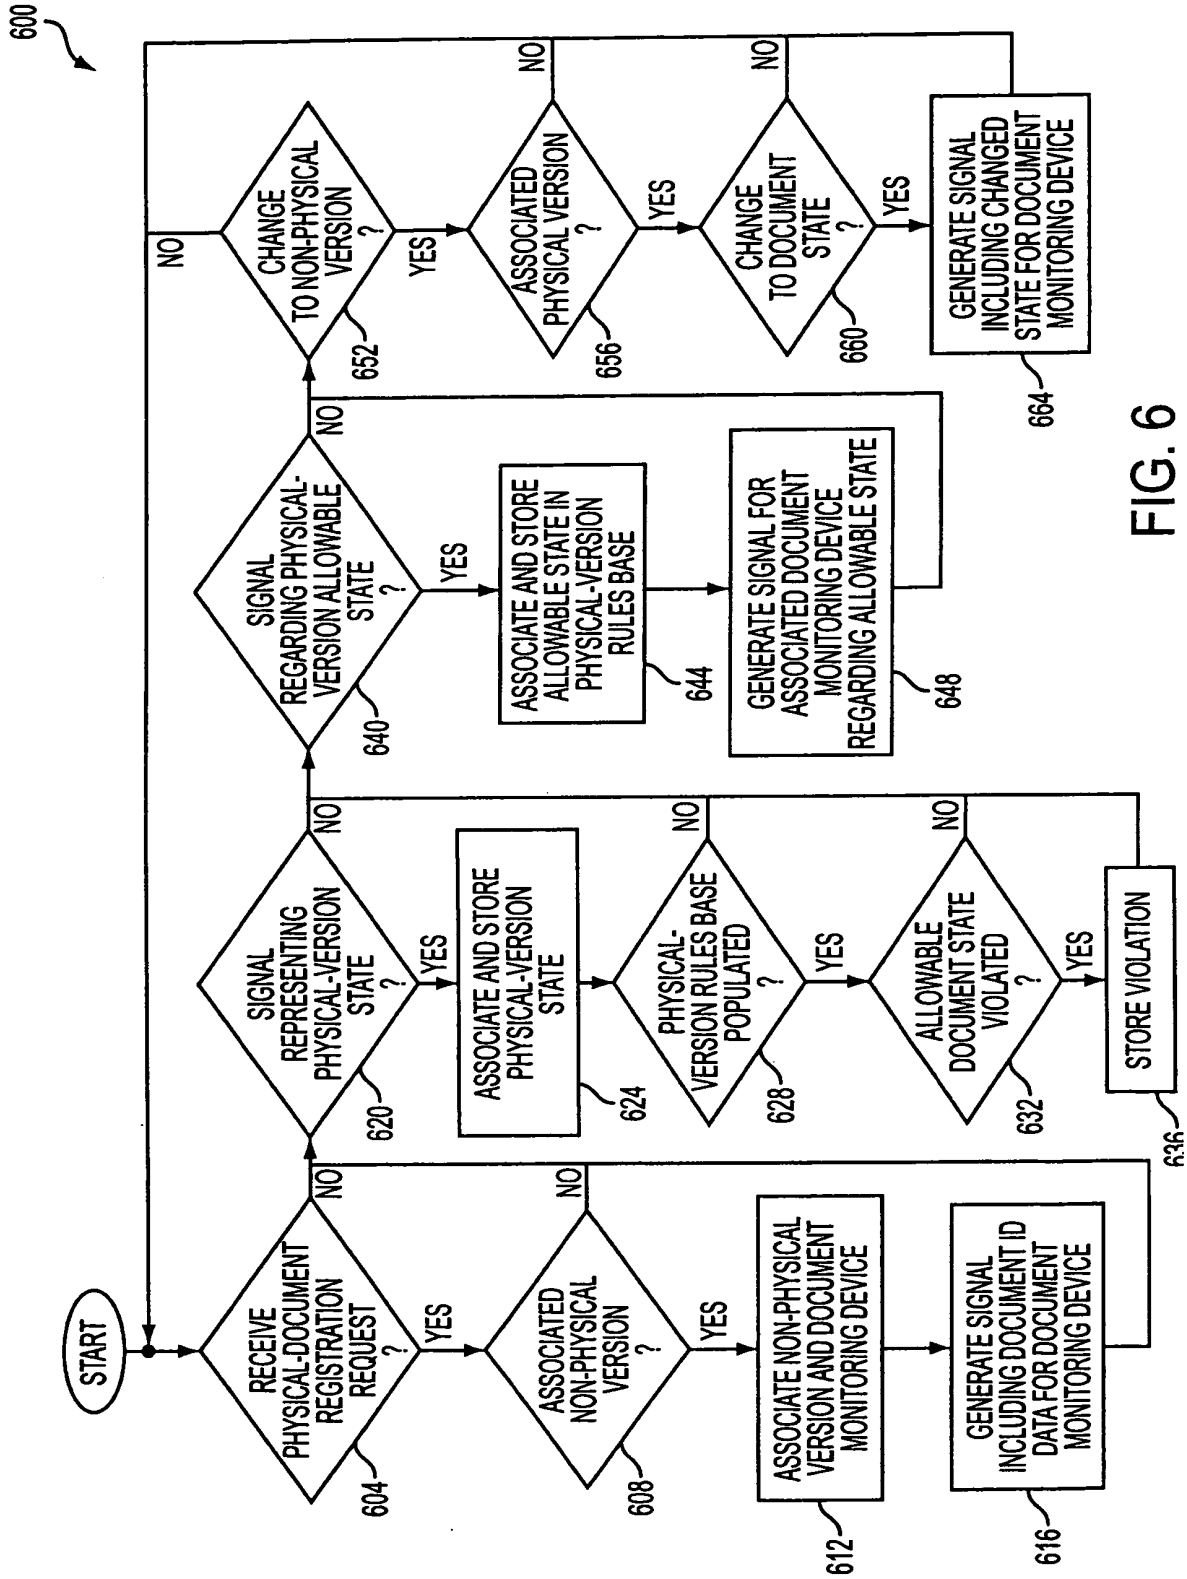 600
START
RECEIVE
PHYSICAL-DOCUMENT
REGISTRATION
REQUEST
?
604
NO
YES
ASSOCIATED
NON-PHYSICAL
VERSION
?
608
NO
YES
ASSOCIATE NON-PHYSICAL
VERSION AND DOCUMENT
MONITORING DEVICE
612
GENERATE SIGNAL
INCLUDING DOCUMENT ID
DATA FOR DOCUMENT
MONITORING DEVICE
616
SIGNAL
REPRESENTING
PHYSICAL-VERSION
STATE
?
620
NO
YES
ASSOCIATE AND STORE
PHYSICAL-VERSION
STATE
624
PHYSICAL-
VERSION RULES BASE
POPULATED
?
628
NO
YES
ALLOWABLE
DOCUMENT STATE
VIOLATED
?
632
NO
YES
STORE VIOLATION
636
SIGNAL
REGARDING PHYSICAL-
VERSION ALLOWABLE
STATE
?
640
NO
YES
ASSOCIATE AND STORE
ALLOWABLE STATE IN
PHYSICAL-VERSION
RULES BASE
644
GENERATE SIGNAL FOR
ASSOCIATED DOCUMENT
MONITORING DEVICE
REGARDING ALLOWABLE STATE
648
CHANGE
TO NON-PHYSICAL
VERSION
?
652
NO
YES
ASSOCIATED
PHYSICAL VERSION
?
656
NO
YES
CHANGE
TO DOCUMENT
STATE
?
660
NO
YES
GENERATE SIGNAL
INCLUDING CHANGED
STATE FOR DOCUMENT
MONITORING DEVICE
664
FIG. 6